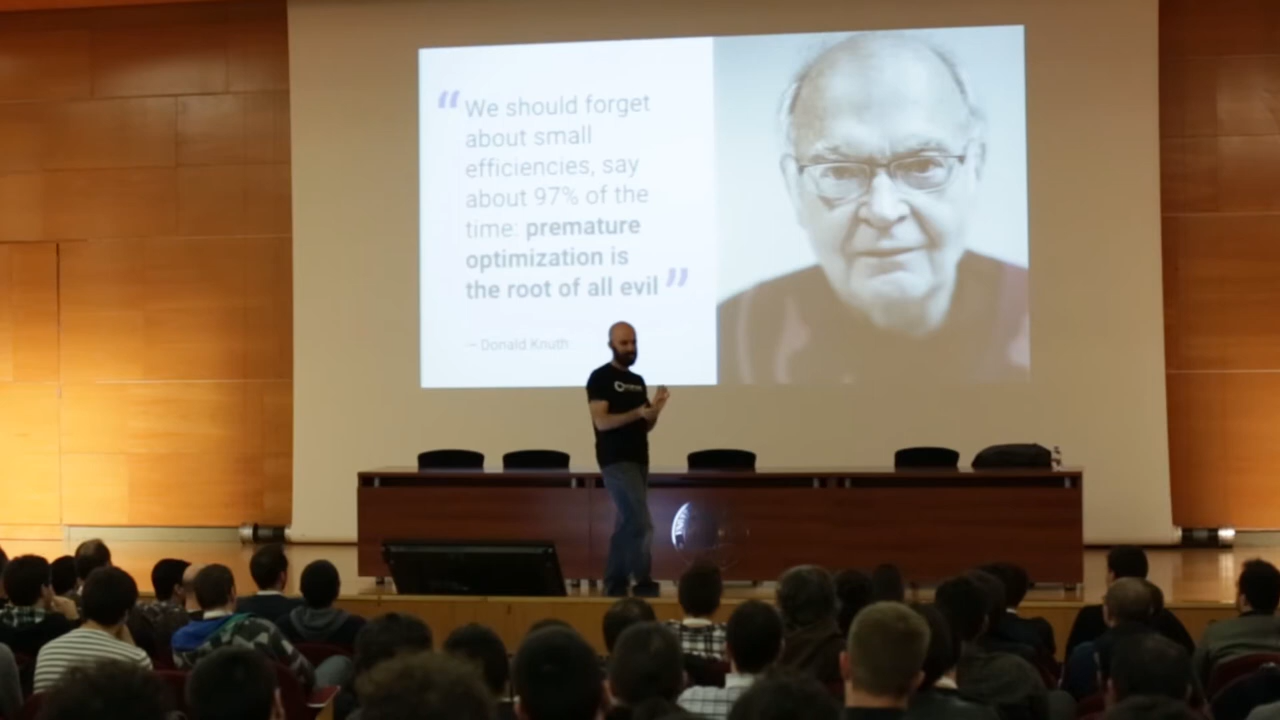 “ We should forget
about small
efficiencies, say
about 97% of the
time: premature
optimization is
the root of all evil ”
— Donald Knuth